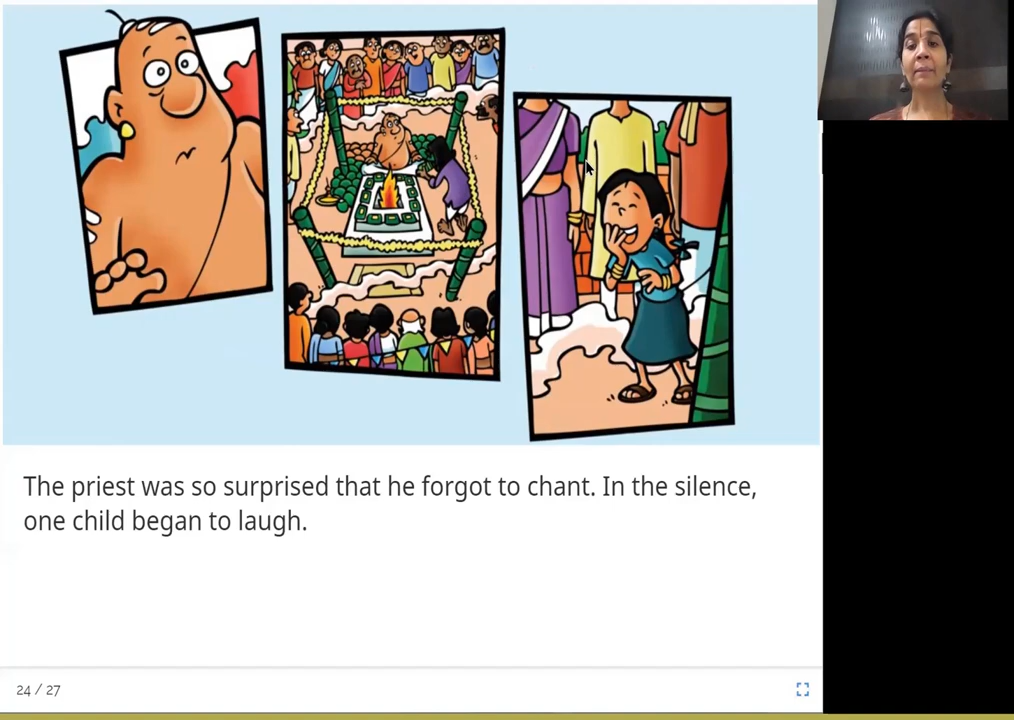 The priest was so surprised that he forgot to chant. In the silence,
one child began to laugh.
24 / 27